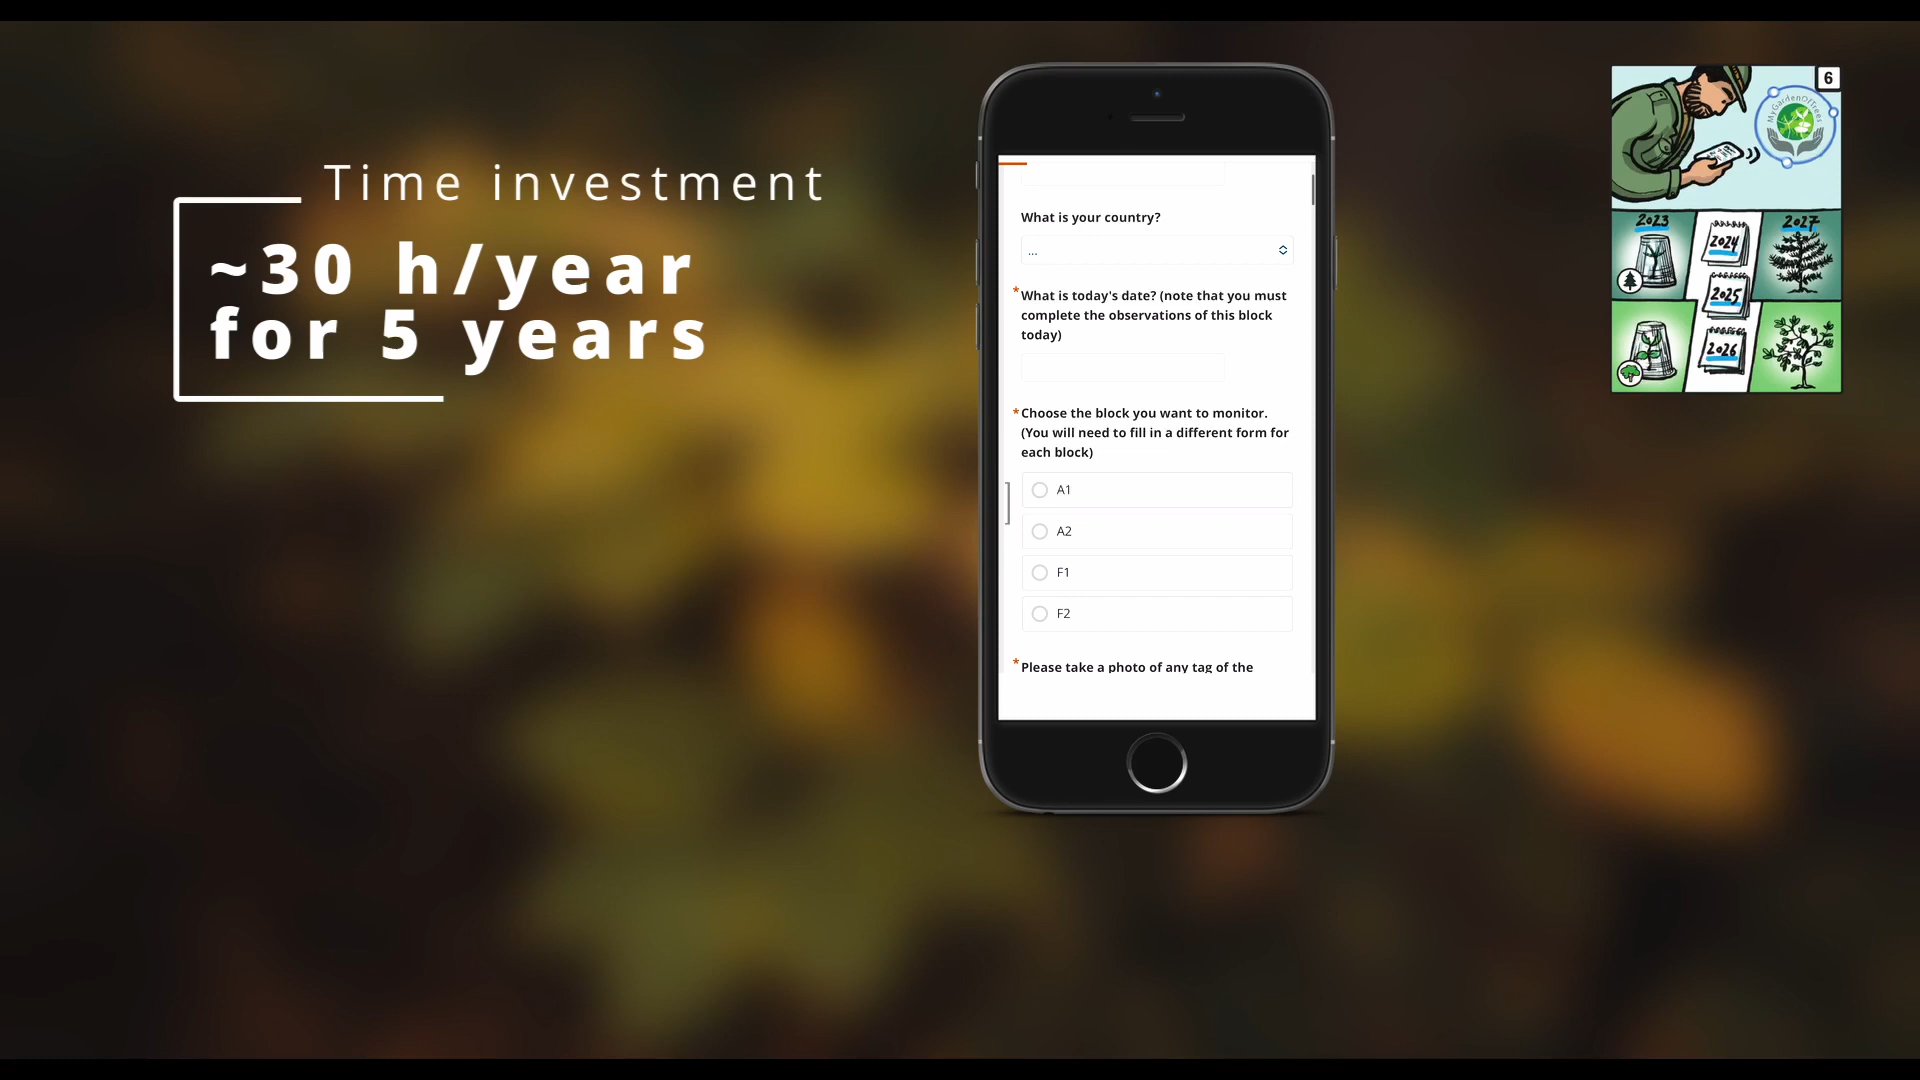 Time investment
~30 h/year
for 5 years
What is your country?
...
*What is today's date? (note that you must
complete the observations of this block
today)
*Choose the block you want to monitor.
(You will need to fill in a different form for
each block)
A1
A2
F1
F2
*Please take a photo of any tag of the
6
MyGardenOfTrees
2023
2024
2027
2025
2026